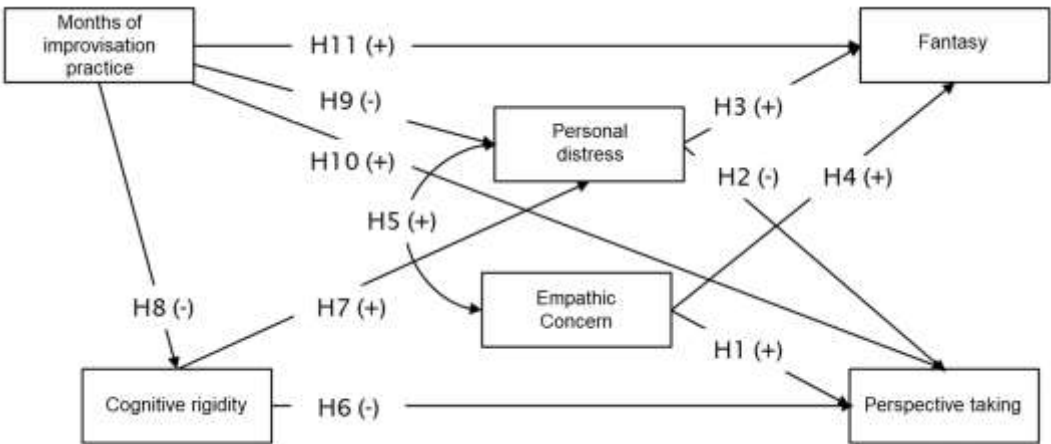 Months of
improvisation
practice
H11 (+)
Fantasy
H9 (-)
H3 (+)
Personal
distress
H10 (+)
H2 (-)
H4 (+)
H5 (+)
Empathic
Concern
H8 (-)
H7 (+)
H1 (+)
Cognitive rigidity
H6 (-)
Perspective taking